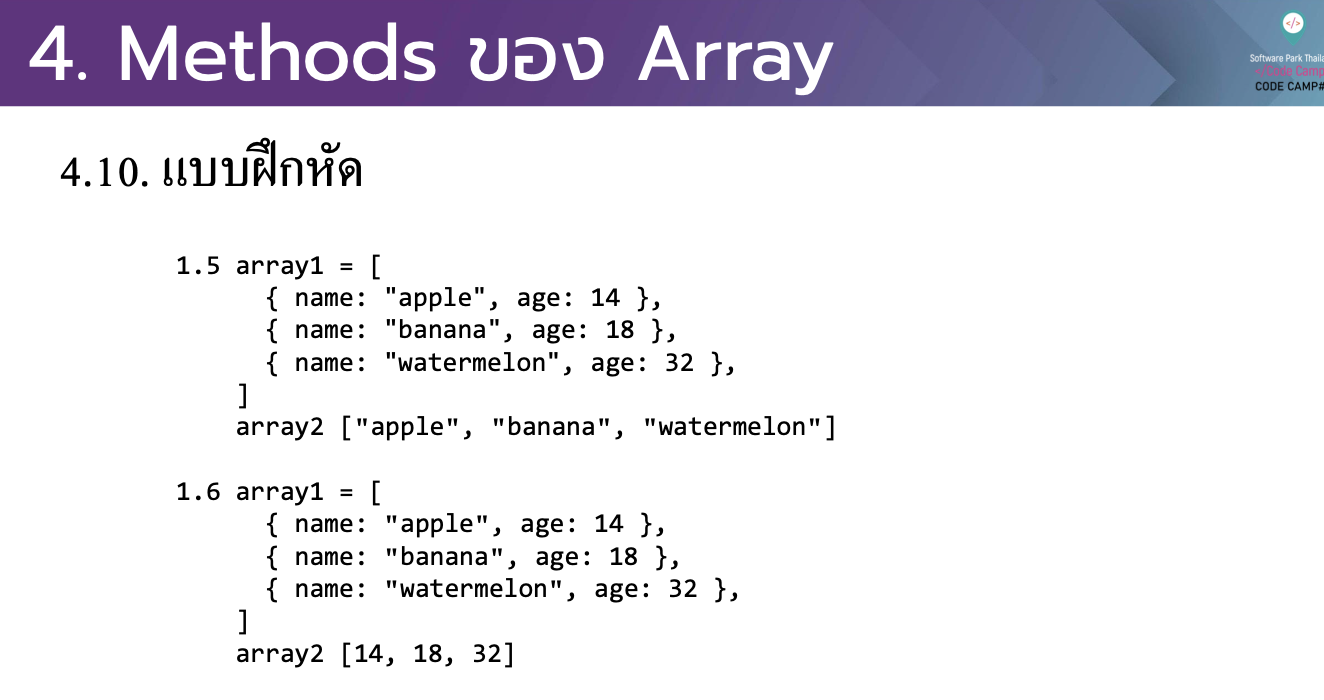 4. Methods ของ Array
</>
Software Park
</Code Camp
CODE CAMP#
4.10. แบบฝึกหัด
1.5 array1 = [
{ name: "apple", age: 14 },
{ name: "banana", age: 18 },
{ name: "watermelon", age: 32 },
]
array2 ["apple", "banana", "watermelon"]
1.6 array1 = [
{ name: "apple", age: 14 },
{ name: "banana", age: 18 },
{ name: "watermelon", age: 32 },
]
array2 [14, 18, 32]